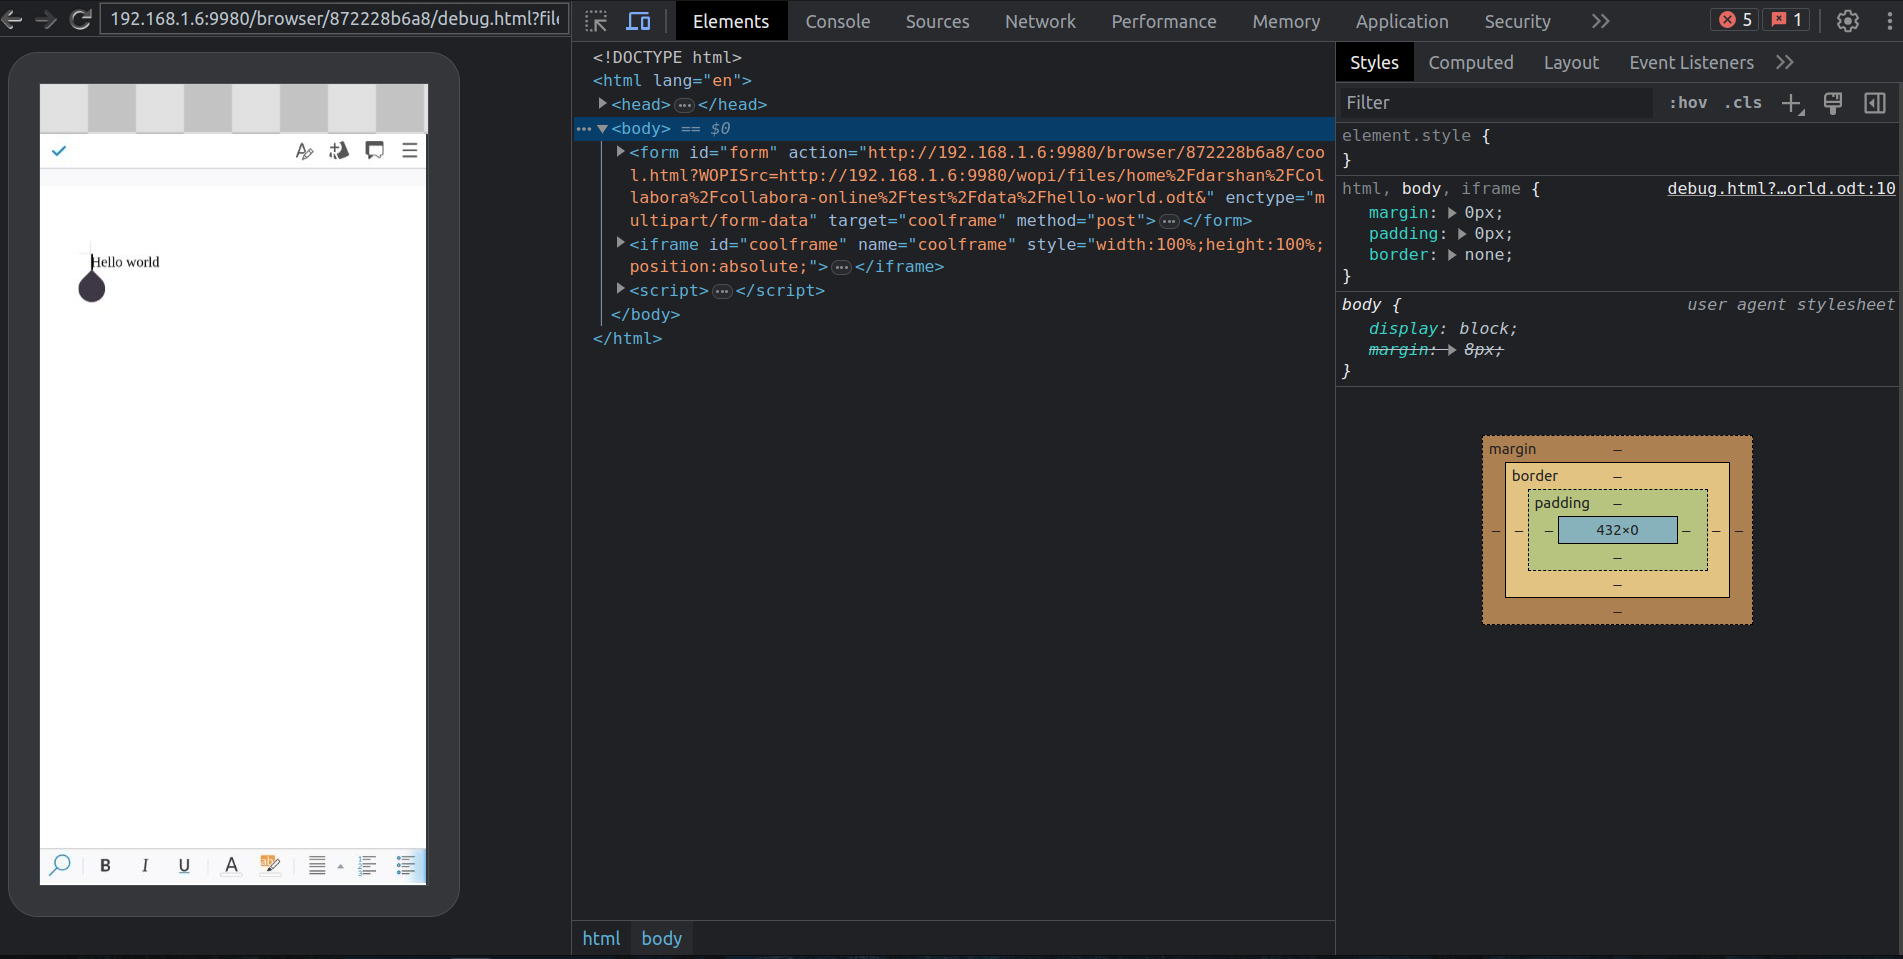 192.168.1.6:9980/browser/872228b6a8/debug.html?file
Elements Console Sources Network Performance Memory Application Security 5 1
Hello world
B I U A ab
<!DOCTYPE html>
<html lang="en">
<head> ••• </head>
••• <body> == $0
<form id="form" action="http://192.168.1.6:9980/browser/872228b6a8/coo
l.html?WOPISrc=http://192.168.1.6:9980/wopi/files/home%2Fdarshan%2FCol
labora%2Fcollabora-online%2Ftest%2Fdata%2Fhello-world.odt&" enctype="m
ultipart/form-data" target="coolframe" method="post"> ••• </form>
<iframe id="coolframe" name="coolframe" style="width:100%;height:100%;
position:absolute;"> ••• </iframe>
<script> ••• </script>
</body>
</html>
html body
Styles Computed Layout Event Listeners
Filter :hov .cls
element.style {
}
html, body, iframe { debug.html?…orld.odt:10
margin: 0px;
padding: 0px;
border: none;
}
body { user agent stylesheet
display: block;
margin: 8px;
}
margin –
border –
padding –
– – – 432×0 – – –
–
–
–